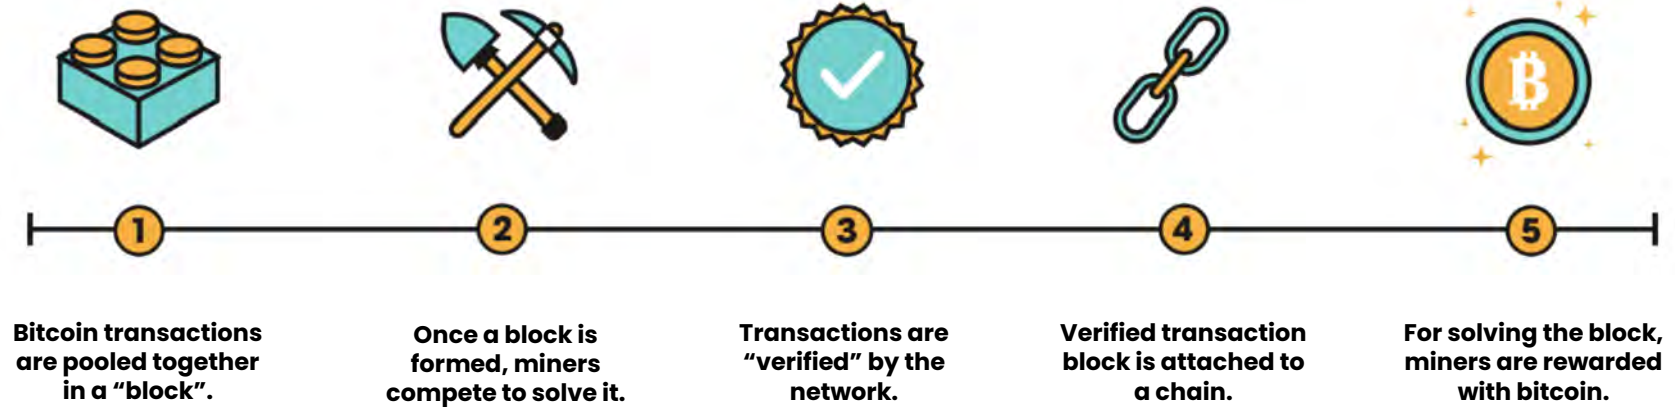 1
2
3
4
5
Bitcoin transactions
are pooled together
in a “block”.
Once a block is
formed, miners
compete to solve it.
Transactions are
“verified” by the
network.
Verified transaction
block is attached to
a chain.
For solving the block,
miners are rewarded
with bitcoin.